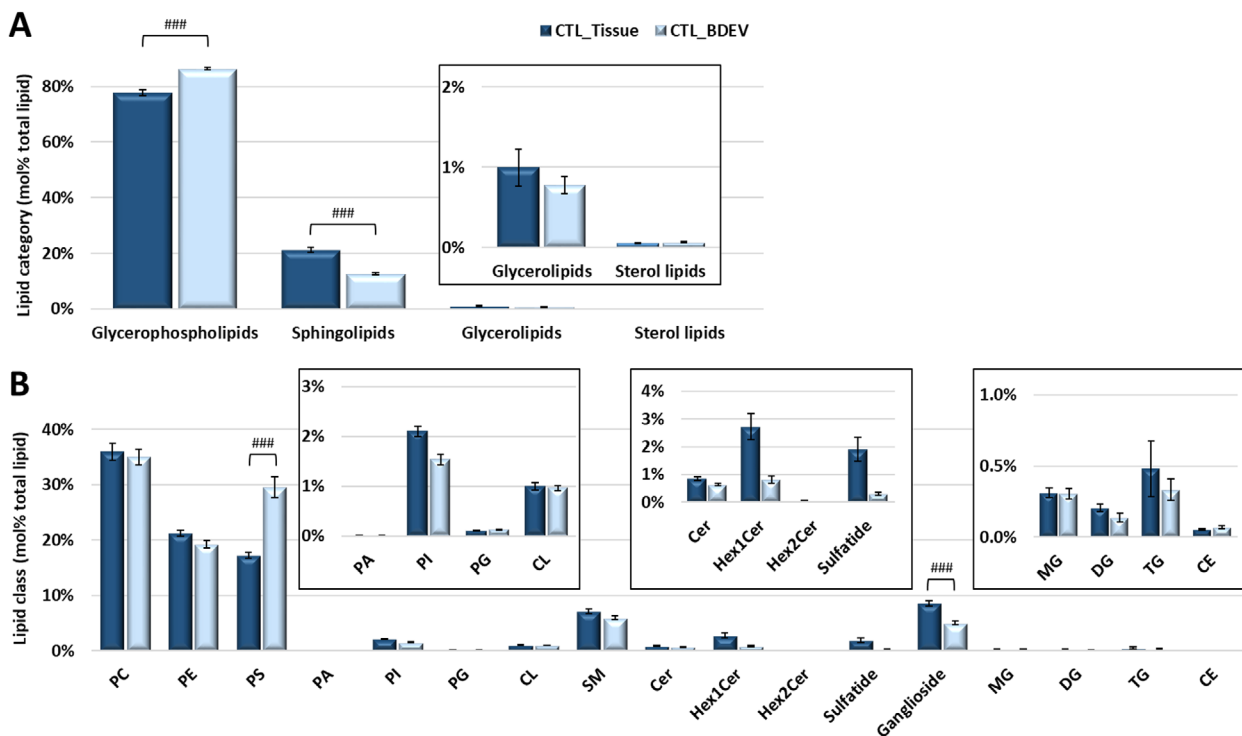 A
###
CTL_Tissue CTL_BDEV
Lipid category (mol% total lipid)
80%
60%
40%
20%
0%
###
2%
1%
0%
Glycerolipids Sterol lipids
Glycerophospholipids Sphingolipids Glycerolipids Sterol lipids
B
Lipid class (mol% total lipid)
40%
30%
20%
10%
0%
###
3%
2%
1%
0%
PA PI PG CL
4%
3%
2%
1%
0%
Cer Hex1Cer Hex2Cer Sulfatide
###
1.0%
0.5%
0.0%
MG DG TG CE
PC PE PS PA PI PG CL SM Cer Hex1Cer Hex2Cer Sulfatide Ganglioside MG DG TG CE